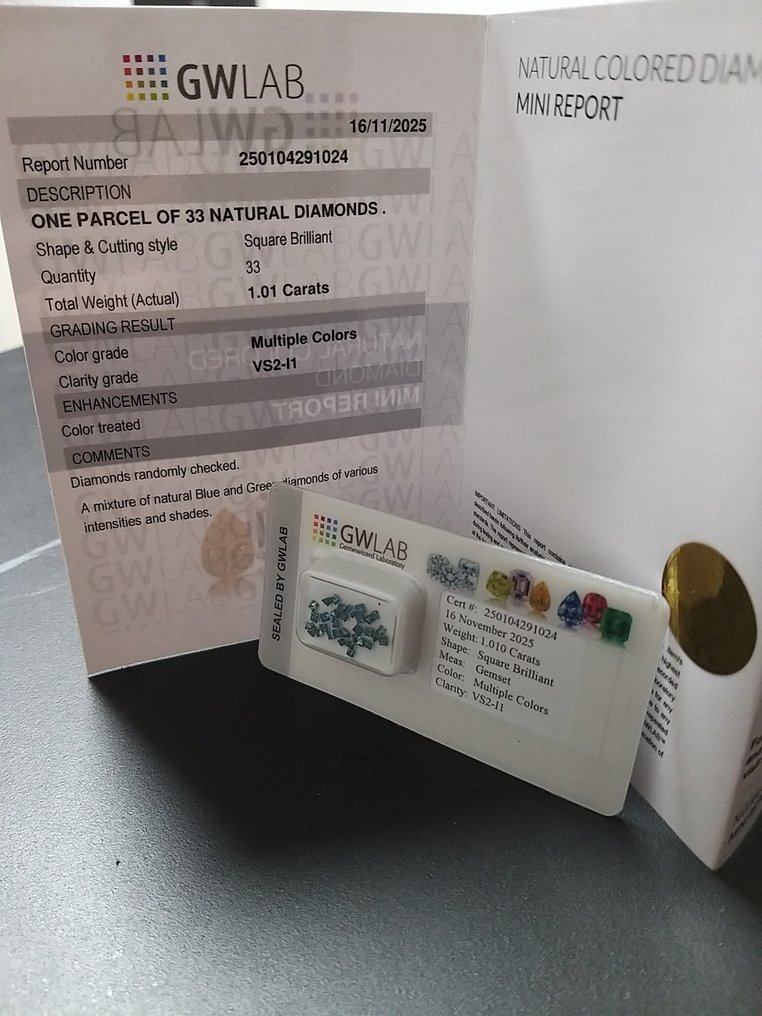 GWLAB
16/11/2025
Report Number 250104291024
DESCRIPTION
ONE PARCEL OF 33 NATURAL DIAMONDS .
Shape & Cutting style Square Brilliant
Quantity 33
Total Weight (Actual) 1.01 Carats
GRADING RESULT
Color grade Multiple Colors
Clarity grade VS2-I1
ENHANCEMENTS
Color treated
COMMENTS
Diamonds randomly checked.
A mixture of natural Blue and Green diamonds of various
intensities and shades.
NATURAL COLORED DIAM
MINI REPORT
IMPORTANT LIMITATIONS This report
SEALED BY GWLAB
GWLAB
Gemewizard Laboratory
Cert #: 250104291024
16 November 2025
Weight: 1.010 Carats
Shape: Square Brilliant
Meas: Gemset
Color: Multiple Colors
Clarity: VS2-I1